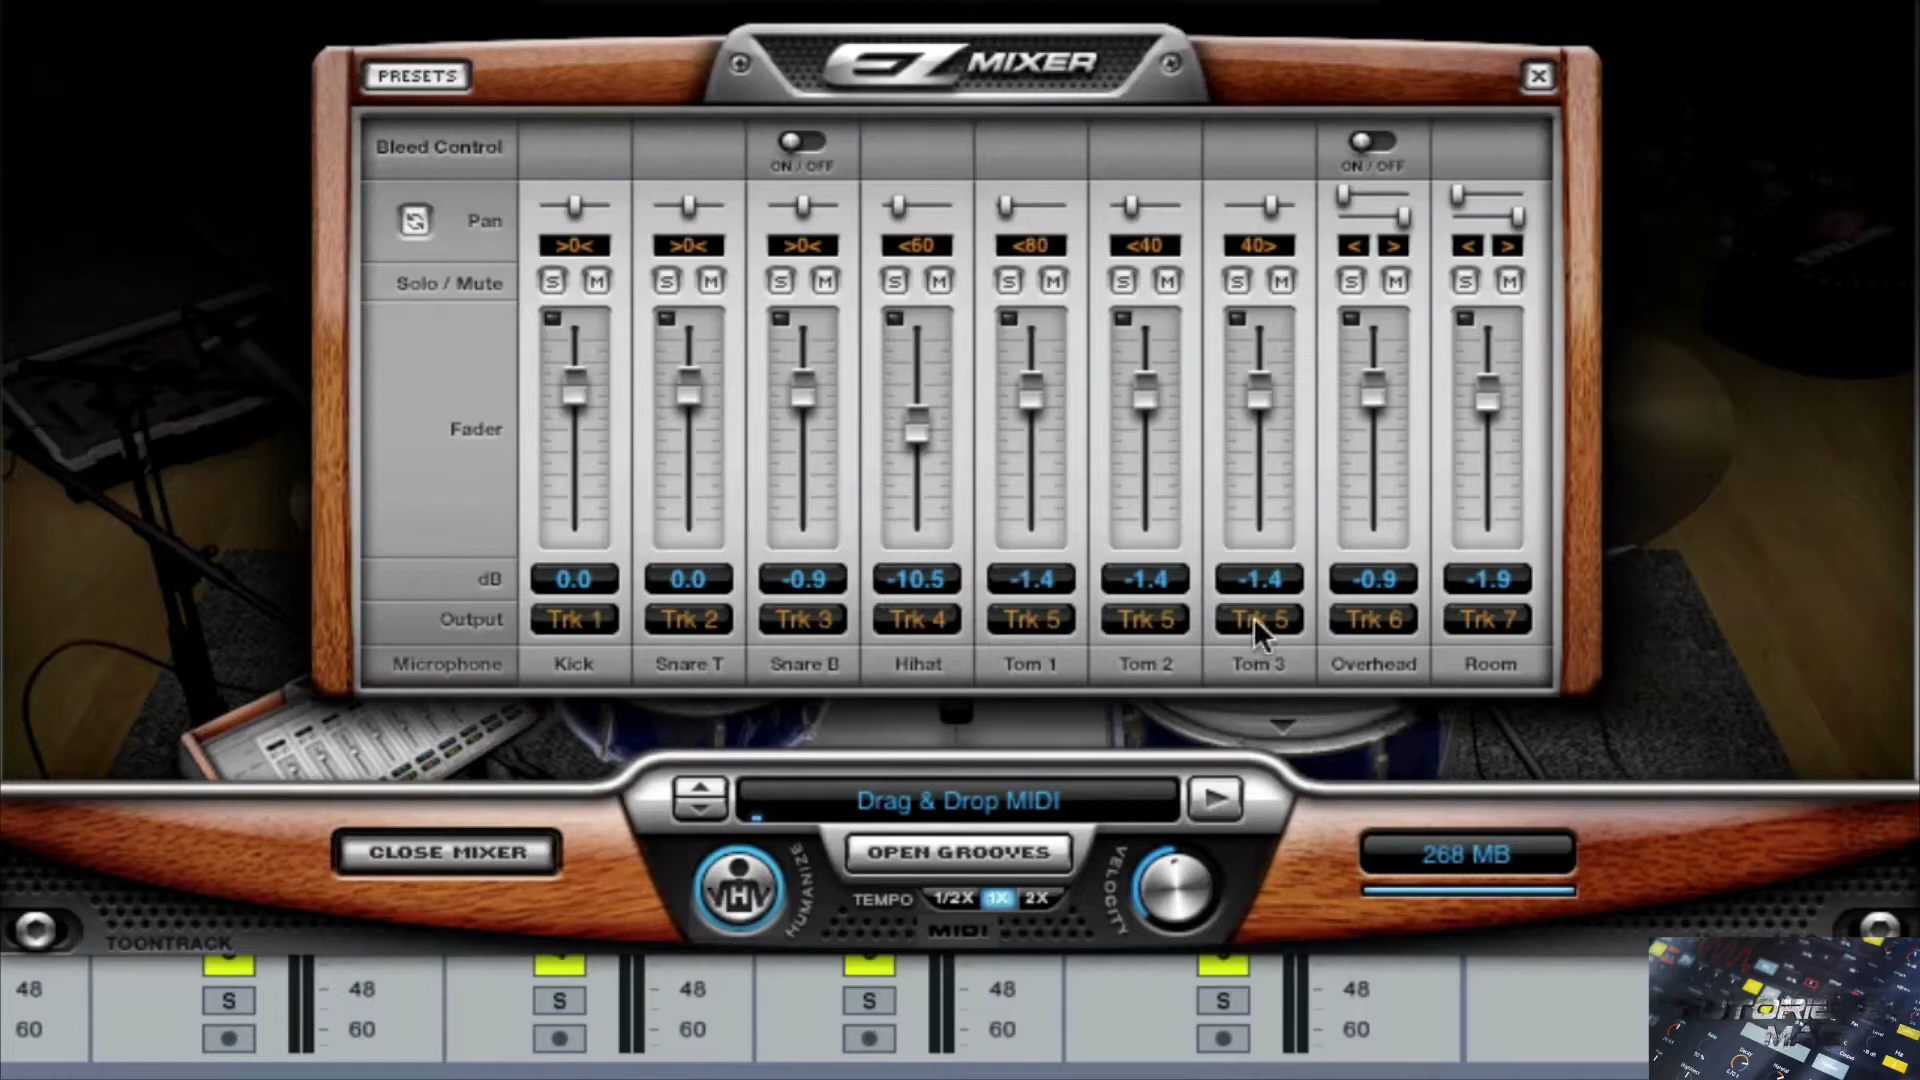 EZ MIXER
PRESETS
X
Bleed Control
ON / OFF ON / OFF
Pan
>0< >0< >0< <60 <80 <40 40> < > < >
Solo / Mute S M S M S M S M S M S M S M S M S M
Fader
dB 0.0 0.0 -0.9 -10.5 -1.4 -1.4 -1.4 -0.9 -1.9
Output Trk 1 Trk 2 Trk 3 Trk 4 Trk 5 Trk 5 Trk 5 Trk 6 Trk 7
Microphone Kick Snare T Snare B Hihat Tom 1 Tom 2 Tom 3 Overhead Room
Drag & Drop MIDI
CLOSE MIXER
OPEN GROOVES
268 MB
HUMANIZE
VELOCITY
TEMPO 1/2X 1X 2X
MIDI
TOONTRACK
48 48 48 48 48
S S S S
60 60 60 60 60